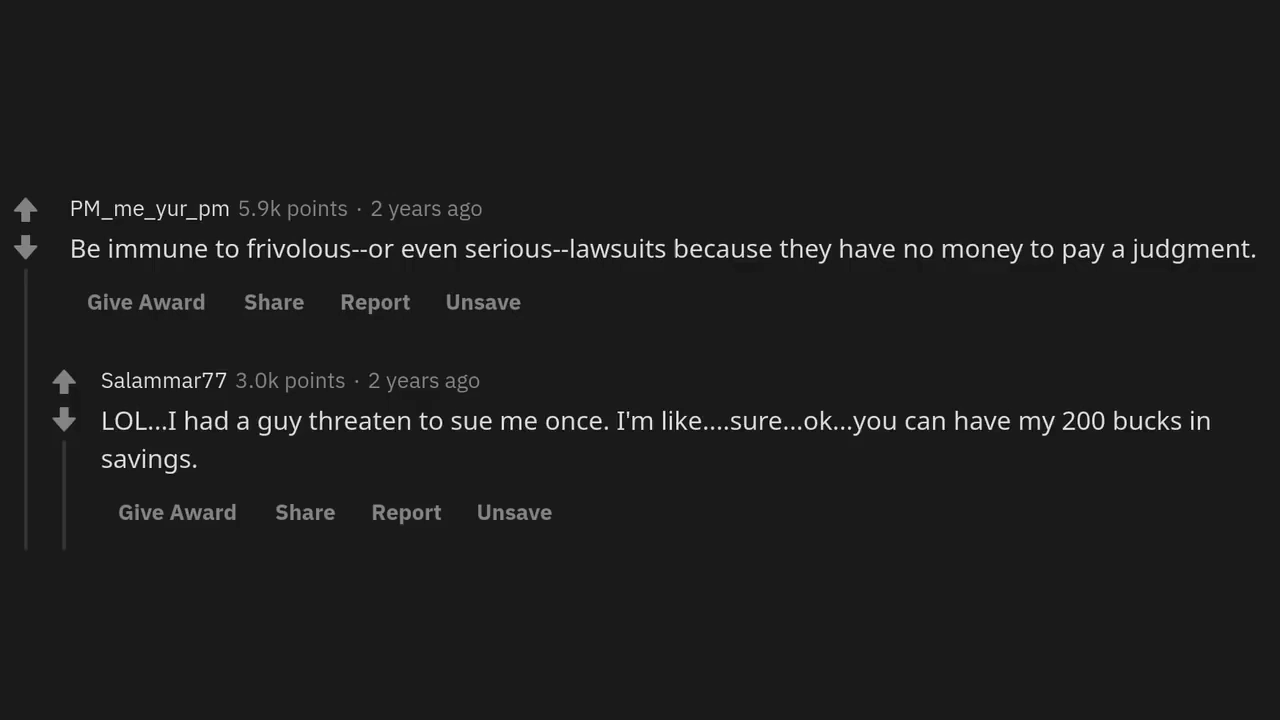 PM_me_yur_pm 5.9k points · 2 years ago
Be immune to frivolous--or even serious--lawsuits because they have no money to pay a judgment.
Give Award Share Report Unsave
Salammar77 3.0k points · 2 years ago
LOL...I had a guy threaten to sue me once. I'm like....sure...ok...you can have my 200 bucks in
savings.
Give Award Share Report Unsave